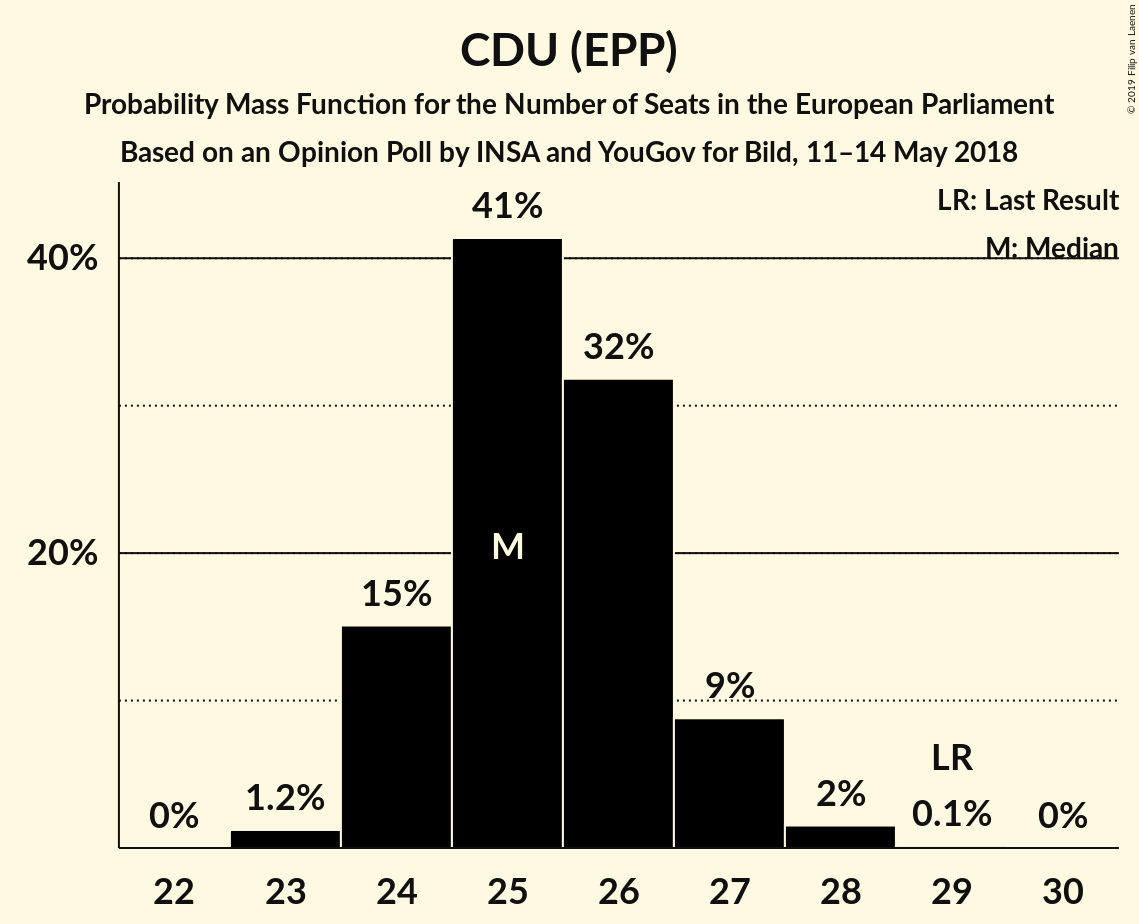 CDU (EPP)
Probability Mass Function for the Number of Seats in the European Parliament
Based on an Opinion Poll by INSA and YouGov for Bild, 11–14 May 2018
© 2019 Filip van Laenen
LR: Last Result
M: Median
40%
20%
0%
1.2%
15%
41%
M
32%
9%
2%
LR
0.1%
0%
22 23 24 25 26 27 28 29 30